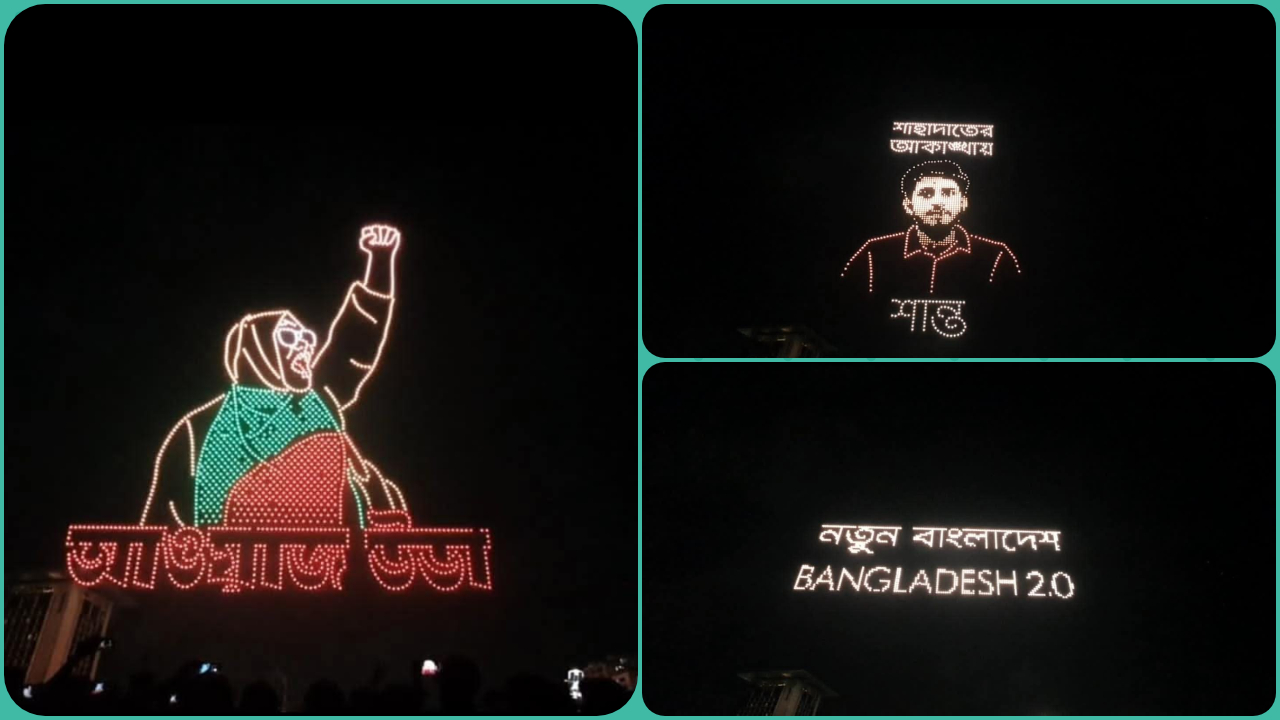 আওয়াজ উডা
শাহাদাতের
আকাঙ্খায়
শান্ত
নতুন বাংলাদেশ
BANGLADESH 2.0